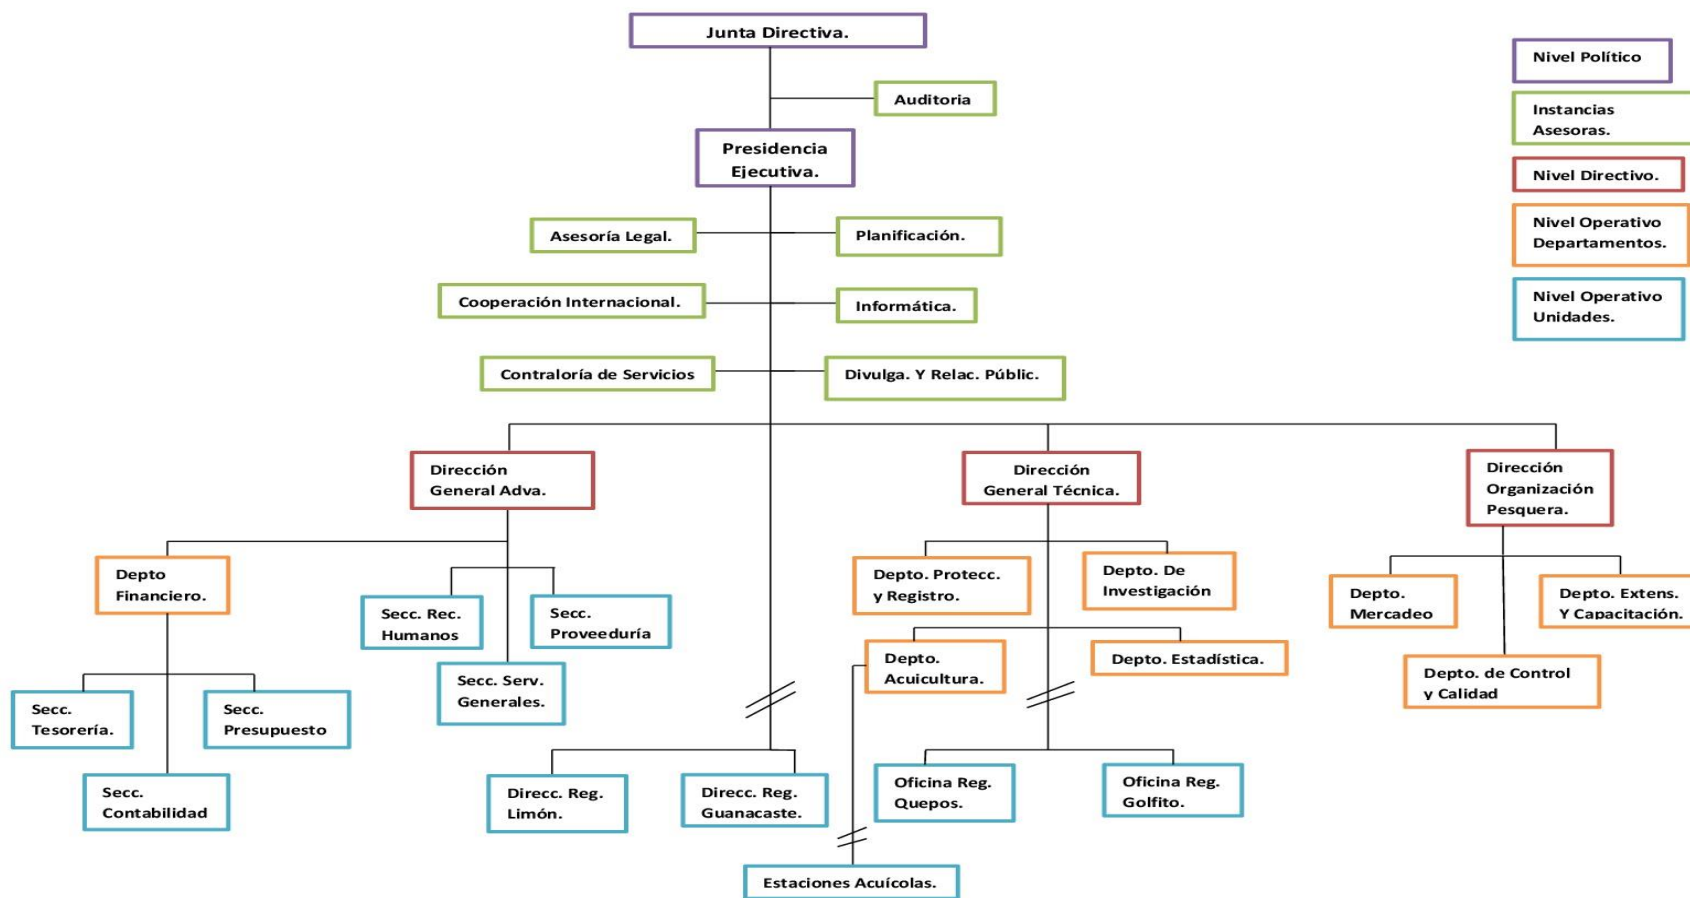 Junta Directiva.
Auditoria
Presidencia
Ejecutiva.
Asesoría Legal.
Planificación.
Cooperación Internacional.
Informática.
Contraloría de Servicios
Divulga. Y Relac. Públic.
Nivel Político
Instancias
Asesoras.
Nivel Directivo.
Nivel Operativo
Departamentos.
Nivel Operativo
Unidades.
Dirección
General Adva.
Dirección
General Técnica.
Dirección
Organización
Pesquera.
Depto
Financiero.
Secc. Rec.
Humanos
Secc.
Proveeduría
Secc. Serv.
Generales.
Secc.
Tesorería.
Secc.
Presupuesto
Secc.
Contabilidad
Depto. Protecc.
y Registro.
Depto. De
Investigación
Depto.
Acuicultura.
Depto. Estadística.
Depto.
Mercadeo
Depto. Extens.
Y Capacitación.
Depto. de Control
y Calidad
Direcc. Reg.
Limón.
Direcc. Reg.
Guanacaste.
Oficina Reg.
Quepos.
Oficina Reg.
Golfito.
Estaciones Acuícolas.